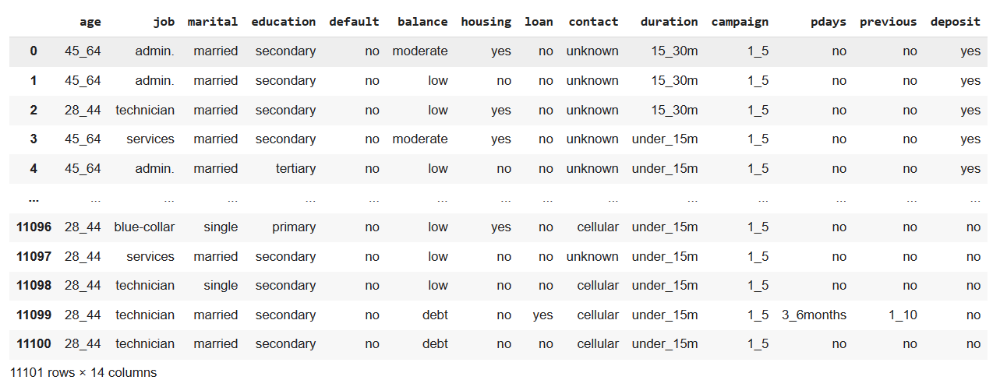 age job marital education default balance housing loan contact duration campaign pdays previous deposit
0 45_64 admin. married secondary no moderate yes no unknown 15_30m 1_5 no no yes
1 45_64 admin. married secondary no low no no unknown 15_30m 1_5 no no yes
2 28_44 technician married secondary no low yes no unknown 15_30m 1_5 no no yes
3 45_64 services married secondary no moderate yes no unknown under_15m 1_5 no no yes
4 45_64 admin. married tertiary no low no no unknown under_15m 1_5 no no yes
... ... ... ... ... ... ... ... ... ... ... ... ... ... ...
11096 28_44 blue-collar single primary no low yes no cellular under_15m 1_5 no no no
11097 28_44 services married secondary no low no no unknown under_15m 1_5 no no no
11098 28_44 technician single secondary no low no no cellular under_15m 1_5 no no no
11099 28_44 technician married secondary no debt no yes cellular under_15m 1_5 3_6months 1_10 no
11100 28_44 technician married secondary no debt no no cellular under_15m 1_5 no no no
11101 rows × 14 columns